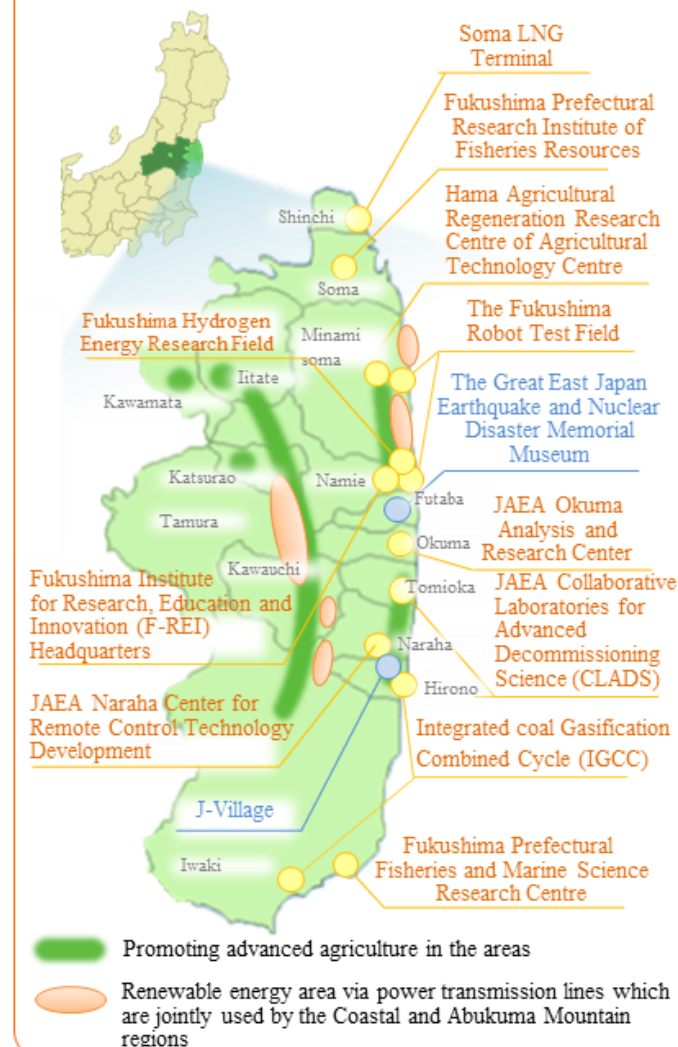 Soma LNG
Terminal
Fukushima Prefectural
Research Institute of
Fisheries Resources
Hama Agricultural
Regeneration Research
Centre of Agricultural
Technology Centre
The Fukushima
Robot Test Field
The Great East Japan
Earthquake and Nuclear
Disaster Memorial
Museum
JAEA Okuma
Analysis and
Research Center
JAEA Collaborative
Laboratories for
Advanced
Decommissioning
Science (CLADS)
Integrated coal Gasification
Combined Cycle (IGCC)
Fukushima Prefectural
Fisheries and Marine Science
Research Centre
Fukushima Hydrogen
Energy Research Field
Fukushima Institute
for Research, Education and
Innovation (F-REI)
Headquarters
JAEA Naraha Center for
Remote Control Technology
Development
J-Village
Shinchi
Soma
Minami
soma
Iitate
Kawamata
Katsurao
Namie
Futaba
Tamura
Okuma
Kawauchi
Tomioka
Naraha
Hirono
Iwaki
Promoting advanced agriculture in the areas
Renewable energy area via power transmission lines which
are jointly used by the Coastal and Abukuma Mountain
regions